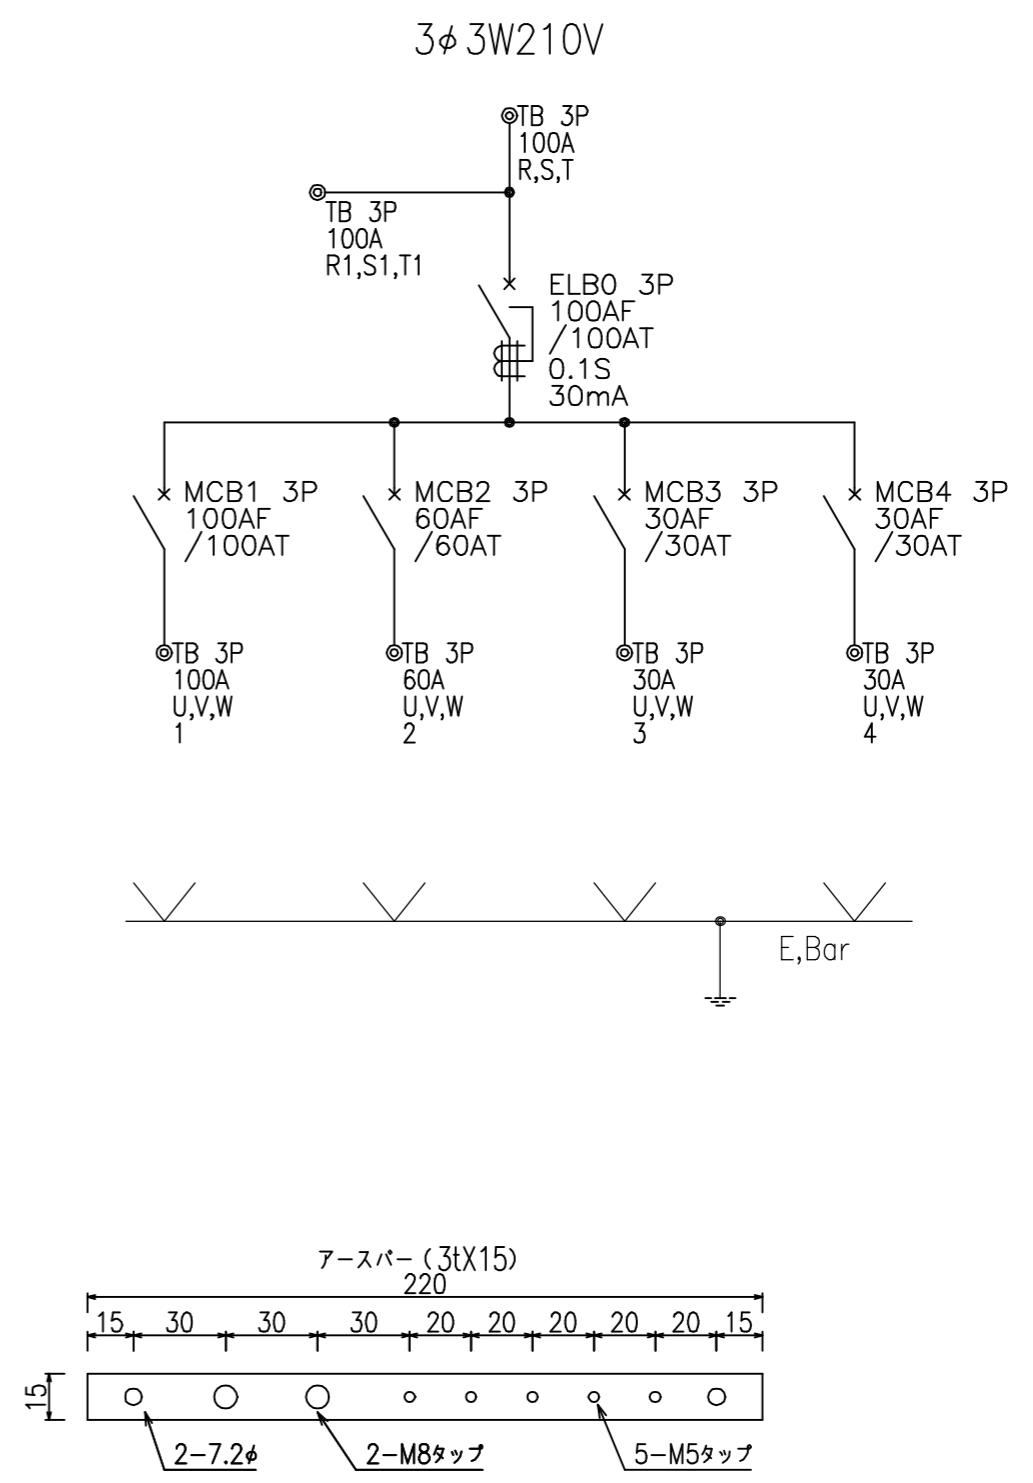 3φ3W210V
TB 3P
100A
R,S,T
TB 3P
100A
R1,S1,T1
ELB0 3P
100AF
/100AT
0.1S
30mA
MCB1 3P
100AF
/100AT
MCB2 3P
60AF
/60AT
MCB3 3P
30AF
/30AT
MCB4 3P
30AF
/30AT
TB 3P
100A
U,V,W
1
TB 3P
60A
U,V,W
2
TB 3P
30A
U,V,W
3
TB 3P
30A
U,V,W
4
E,Bar
アースバー(3tX15)
220
15 30 30 30 20 20 20 20 20 15
15
2-7.2φ
2-M8タップ
5-M5タップ